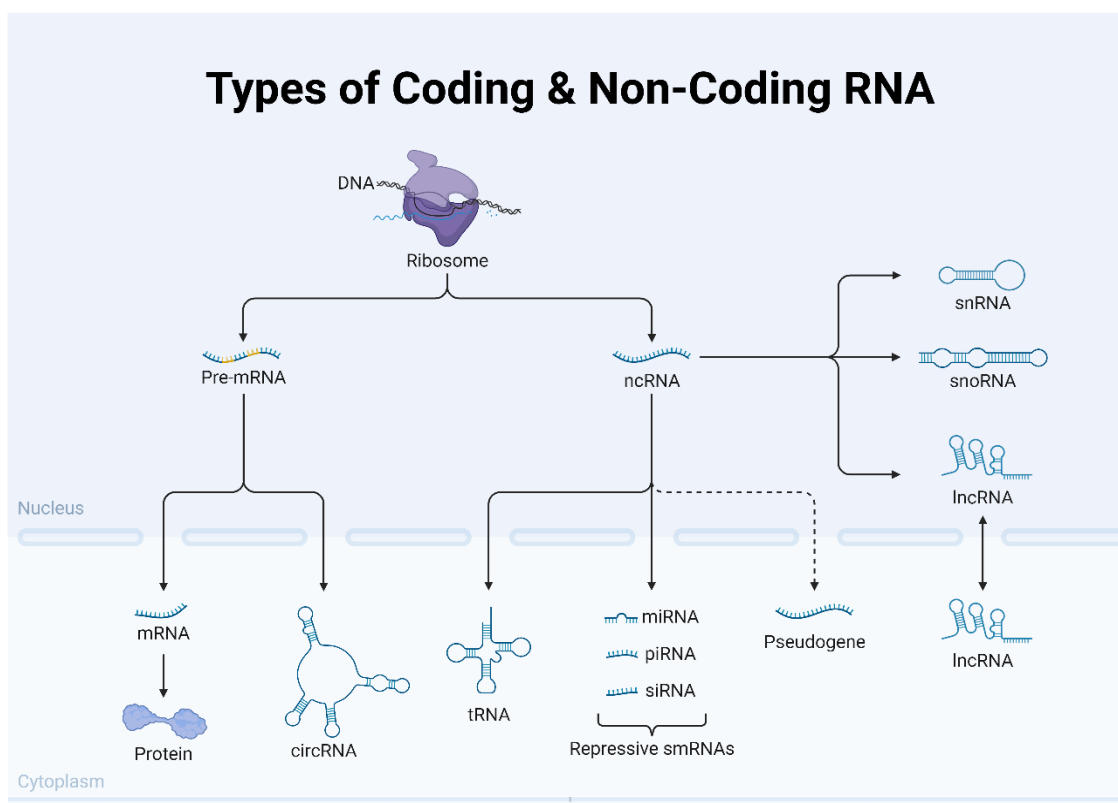 Types of Coding & Non-Coding RNA
DNA
Ribosome
snRNA
Pre-mRNA
ncRNA
snoRNA
lncRNA
Nucleus
mRNA
miRNA
piRNA
siRNA
Pseudogene
lncRNA
tRNA
Repressive smRNAs
circRNA
Protein
Cytoplasm